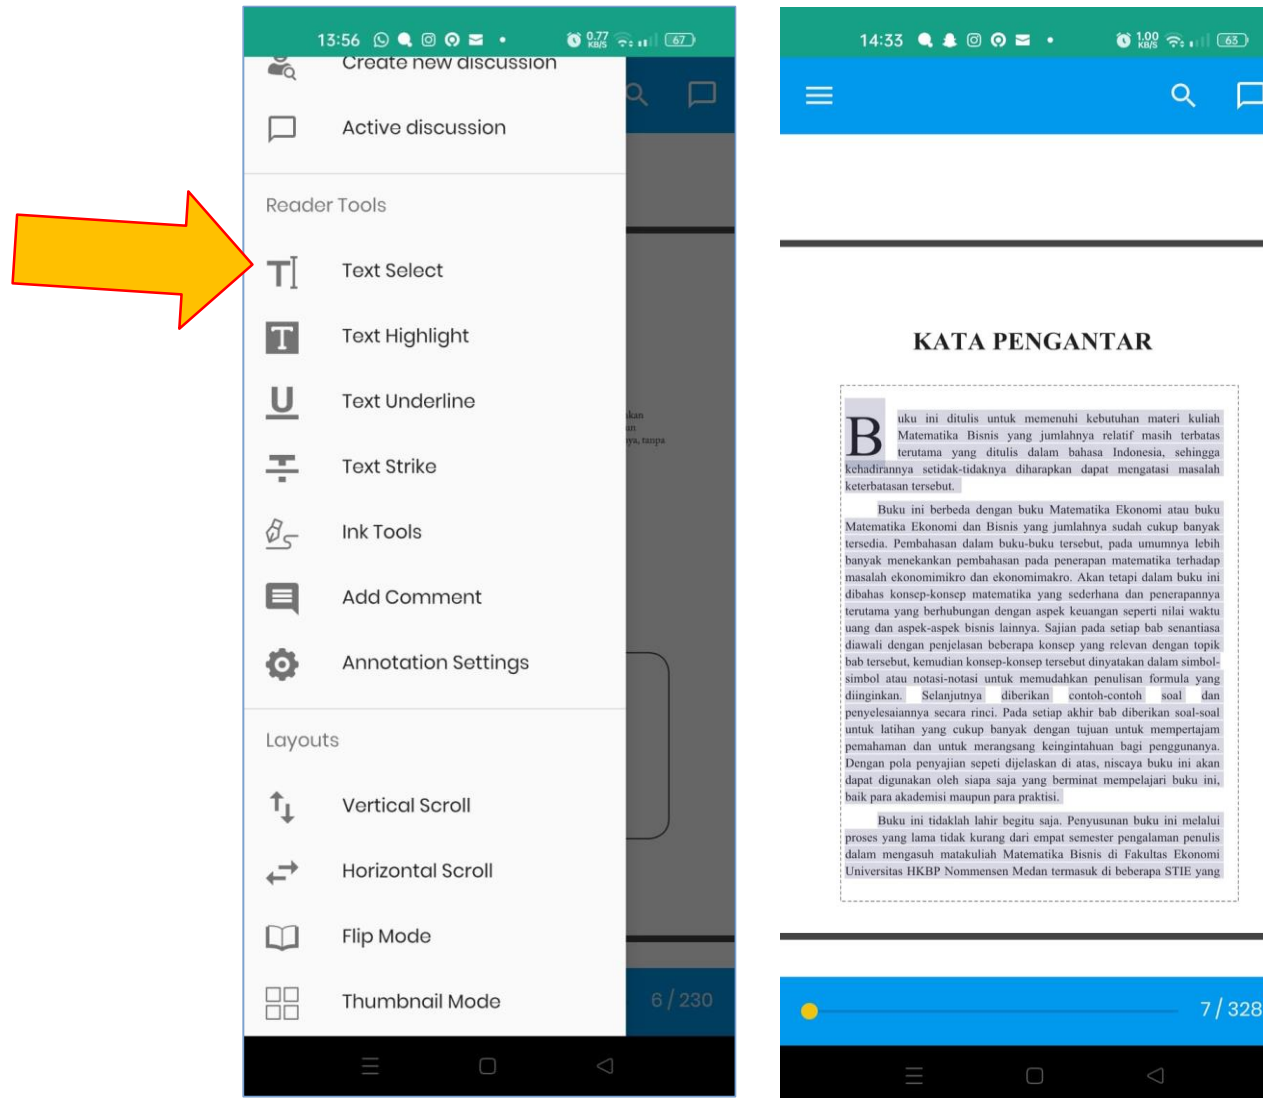 13:56
0.77
KB/S
67
Create new discussion
Active discussion
Reader Tools
Text Select
Text Highlight
Text Underline
Text Strike
Ink Tools
Add Comment
Annotation Settings
Layouts
Vertical Scroll
Horizontal Scroll
Flip Mode
Thumbnail Mode
ya, tanpa
6 / 230
14:33
1.00
KB/S
63
KATA PENGANTAR
Buku ini ditulis untuk memenuhi kebutuhan materi kuliah
Matematika Bisnis yang jumlahnya relatif masih terbatas
terutama yang ditulis dalam bahasa Indonesia, sehingga
kehadirannya setidak-tidaknya diharapkan dapat mengatasi masalah
keterbatasan tersebut.
Buku ini berbeda dengan buku Matematika Ekonomi atau buku
Matematika Ekonomi dan Bisnis yang jumlahnya sudah cukup banyak
tersedia. Pembahasan dalam buku-buku tersebut, pada umumnya lebih
banyak menekankan pembahasan pada penerapan matematika terhadap
masalah ekonomimikro dan ekonomimakro. Akan tetapi dalam buku ini
dibahas konsep-konsep matematika yang sederhana dan penerapannya
terutama yang berhubungan dengan aspek keuangan seperti nilai waktu
uang dan aspek-aspek bisnis lainnya. Sajian pada setiap bab senantiasa
diawali dengan penjelasan beberapa konsep yang relevan dengan topik
bab tersebut, kemudian konsep-konsep tersebut dinyatakan dalam simbol-
simbol atau notasi-notasi untuk memudahkan penulisan formula yang
diinginkan. Selanjutnya diberikan contoh-contoh soal dan
penyelesaiannya secara rinci. Pada setiap akhir bab diberikan soal-soal
untuk latihan yang cukup banyak dengan tujuan untuk mempertajam
pemahaman dan untuk merangsang keingintahuan bagi penggunanya.
Dengan pola penyajian sepeti dijelaskan di atas, niscaya buku ini akan
dapat digunakan oleh siapa saja yang berminat mempelajari buku ini,
baik para akademisi maupun para praktisi.
Buku ini tidaklah lahir begitu saja. Penyusunan buku ini melalui
proses yang lama tidak kurang dari empat semester pengalaman penulis
dalam mengasuh matakuliah Matematika Bisnis di Fakultas Ekonomi
Universitas HKBP Nommensen Medan termasuk di beberapa STIE yang
7 / 328